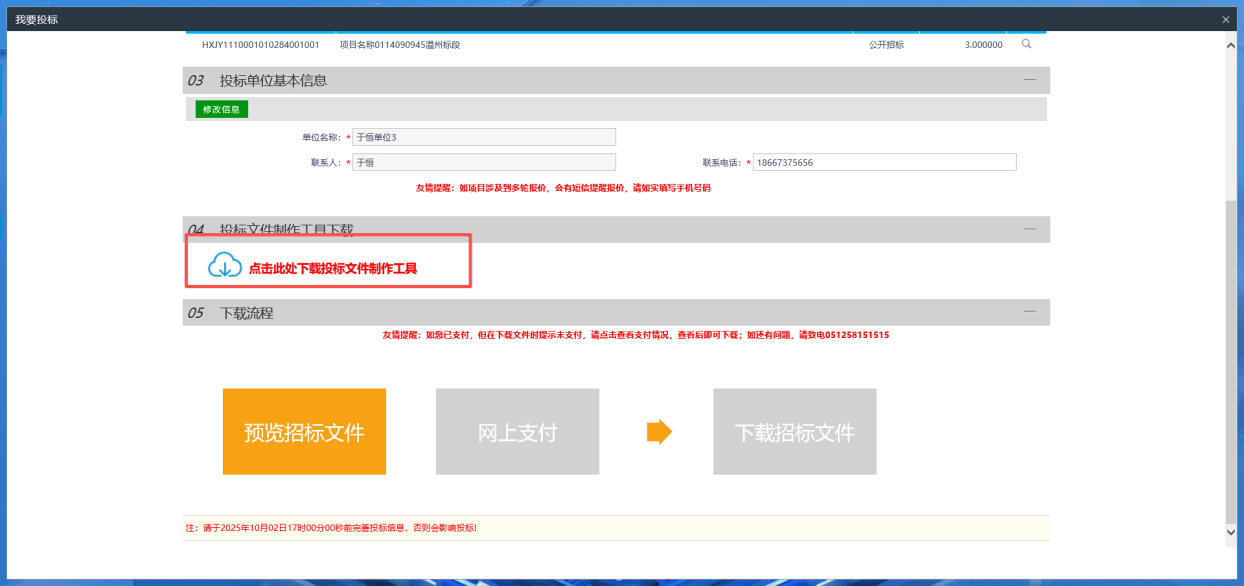 我要投标
HXJY1110001010284001001 项目名称0114090945温州标段 公开招标 3.000000
03 投标单位基本信息
修改信息
单位名称: * 于恒单位3
联系人: * 于恒 联系电话: * 18667375656
友情提醒：如项目涉及到多轮报价，会有短信提醒报价，请如实填写手机号码
04 投标文件制作工具下载
点击此处下载投标文件制作工具
05 下载流程
友情提醒：如您已支付，但在下载文件时提示未支付，请点击查看支付情况，查看后即可下载；如还有问题，请致电051258151515
预览招标文件 网上支付 下载招标文件
注：请于2025年10月02日17时00分00秒前完善投标信息，否则会影响投标!